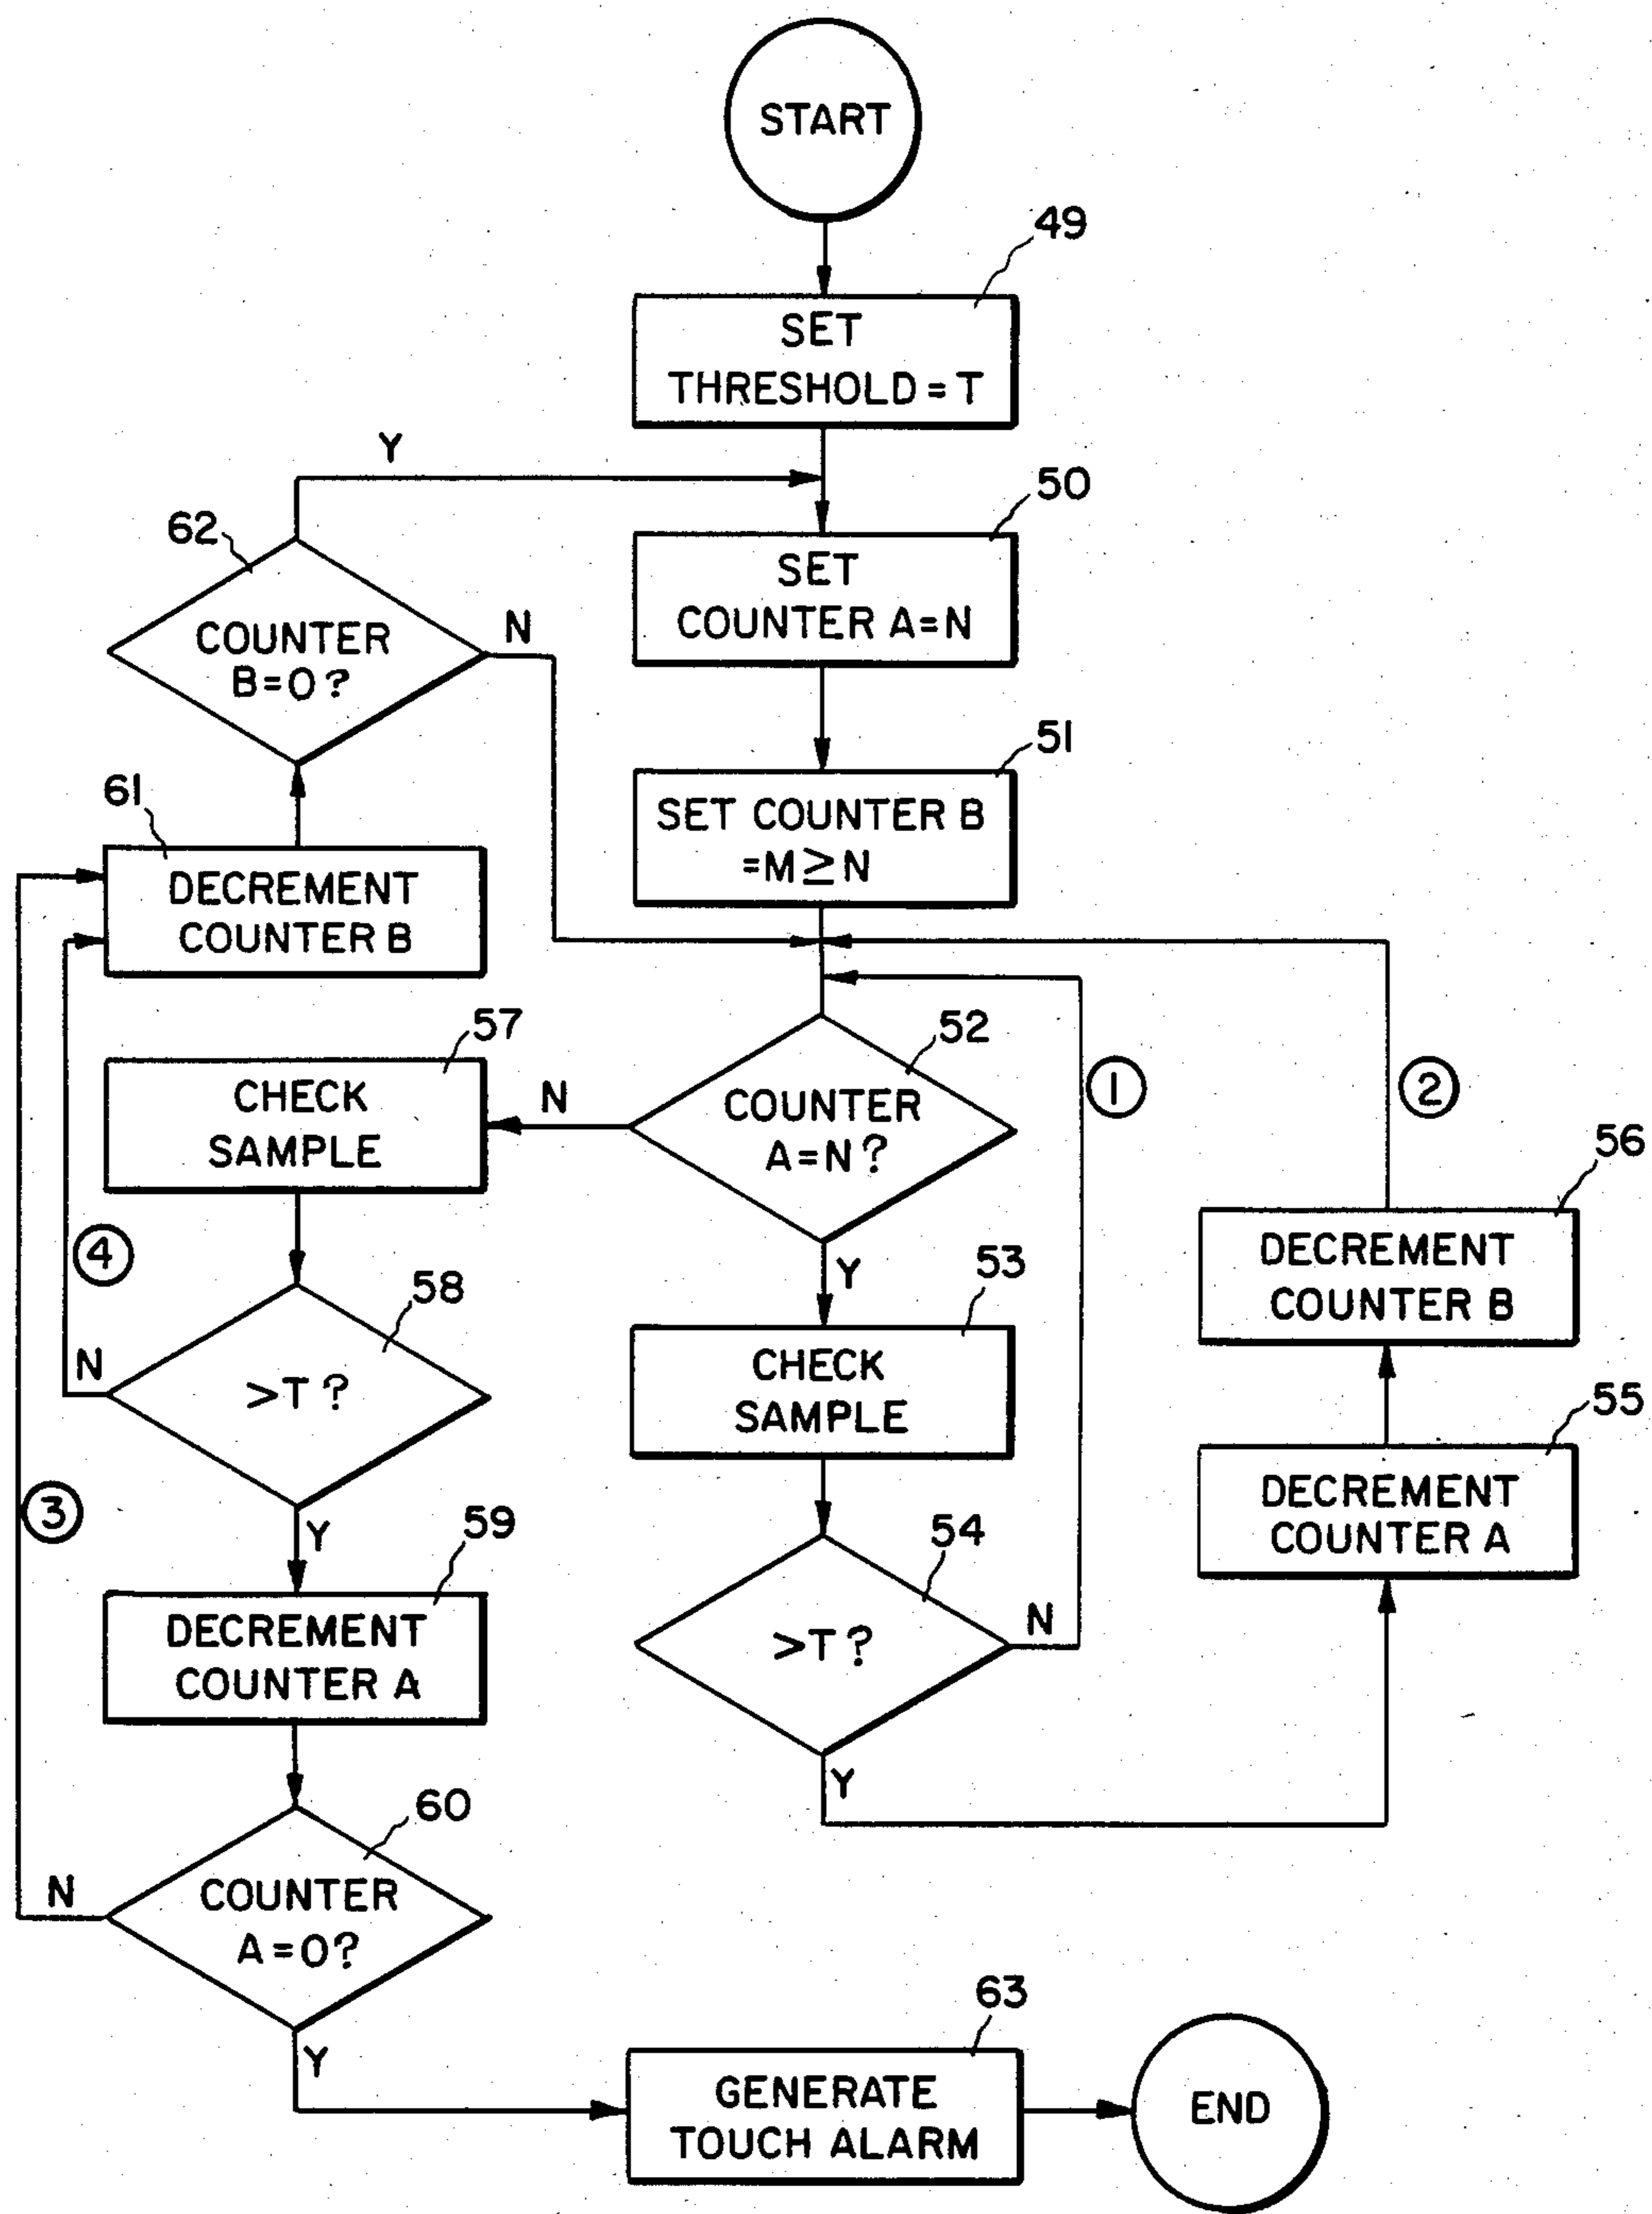 START
49
SET
THRESHOLD = T
Y
50
62
SET
COUNTER A=N
COUNTER
B=0?
N
51
61
SET COUNTER B
=M≥N
DECREMENT
COUNTER B
57
52
1
2
CHECK
SAMPLE
N
COUNTER
A=N?
56
4
Y
53
DECREMENT
COUNTER B
58
N
>T?
CHECK
SAMPLE
55
3
Y
59
54
DECREMENT
COUNTER A
DECREMENT
COUNTER A
>T?
N
Y
60
N
COUNTER
A=0?
63
Y
GENERATE
TOUCH ALARM
END